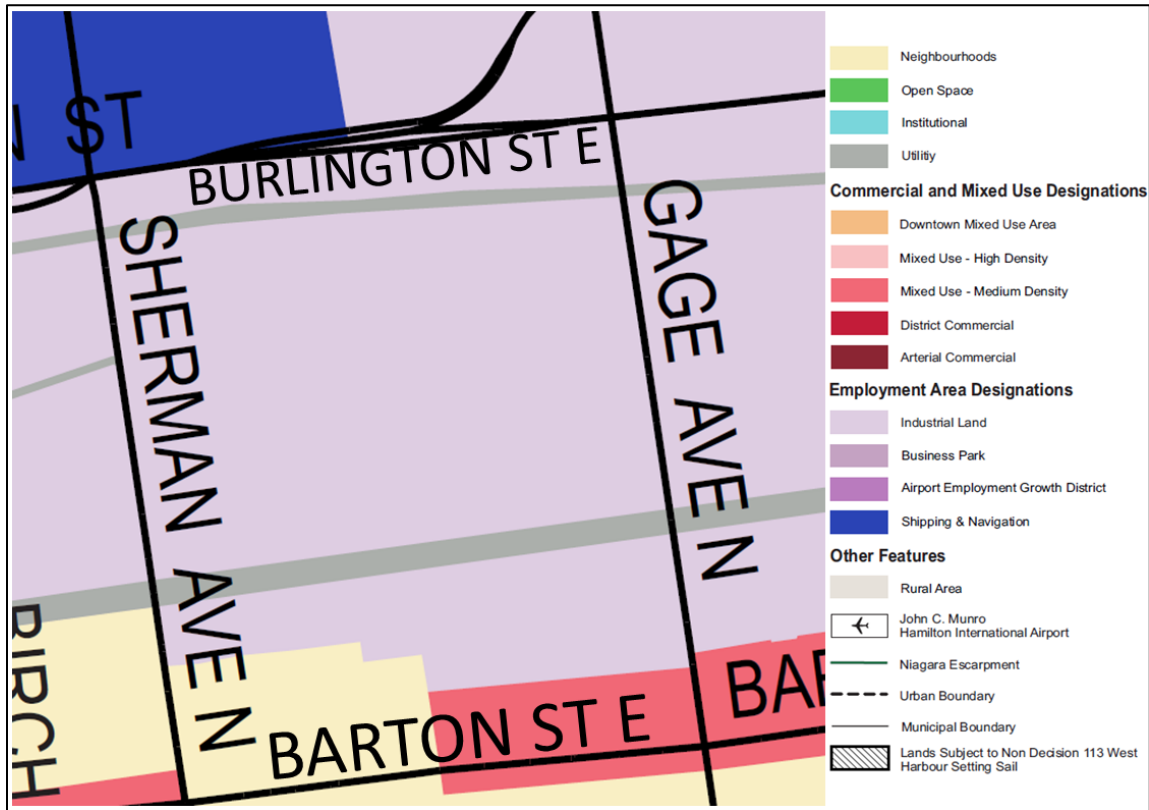 N ST
BURLINGTON ST E
SHERMAN AVE N
GAGE AVE N
BIRCH
BARTON ST E
BAR
Neighbourhoods
Open Space
Institutional
Utilitiy
Commercial and Mixed Use Designations
Downtown Mixed Use Area
Mixed Use - High Density
Mixed Use - Medium Density
District Commercial
Arterial Commercial
Employment Area Designations
Industrial Land
Business Park
Airport Employment Growth District
Shipping & Navigation
Other Features
Rural Area
John C. Munro
Hamilton International Airport
Niagara Escarpment
Urban Boundary
Municipal Boundary
Lands Subject to Non Decision 113 West
Harbour Setting Sail